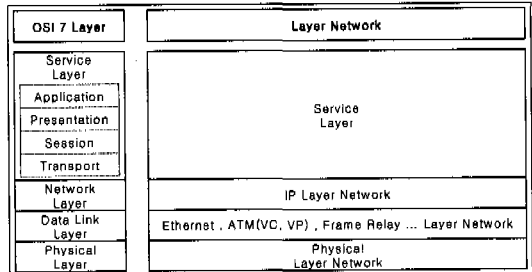 OSI 7 Layer
Layer Network
Service
Layer
Application
Presentation
Session
Transport
Service
Layer
Network
Layer
IP Layer Network
Data Link
Layer
Ethernet , ATM(VC, VP) , Frame Relay ... Layer Network
Physical
Layer
Physical
Layer Network